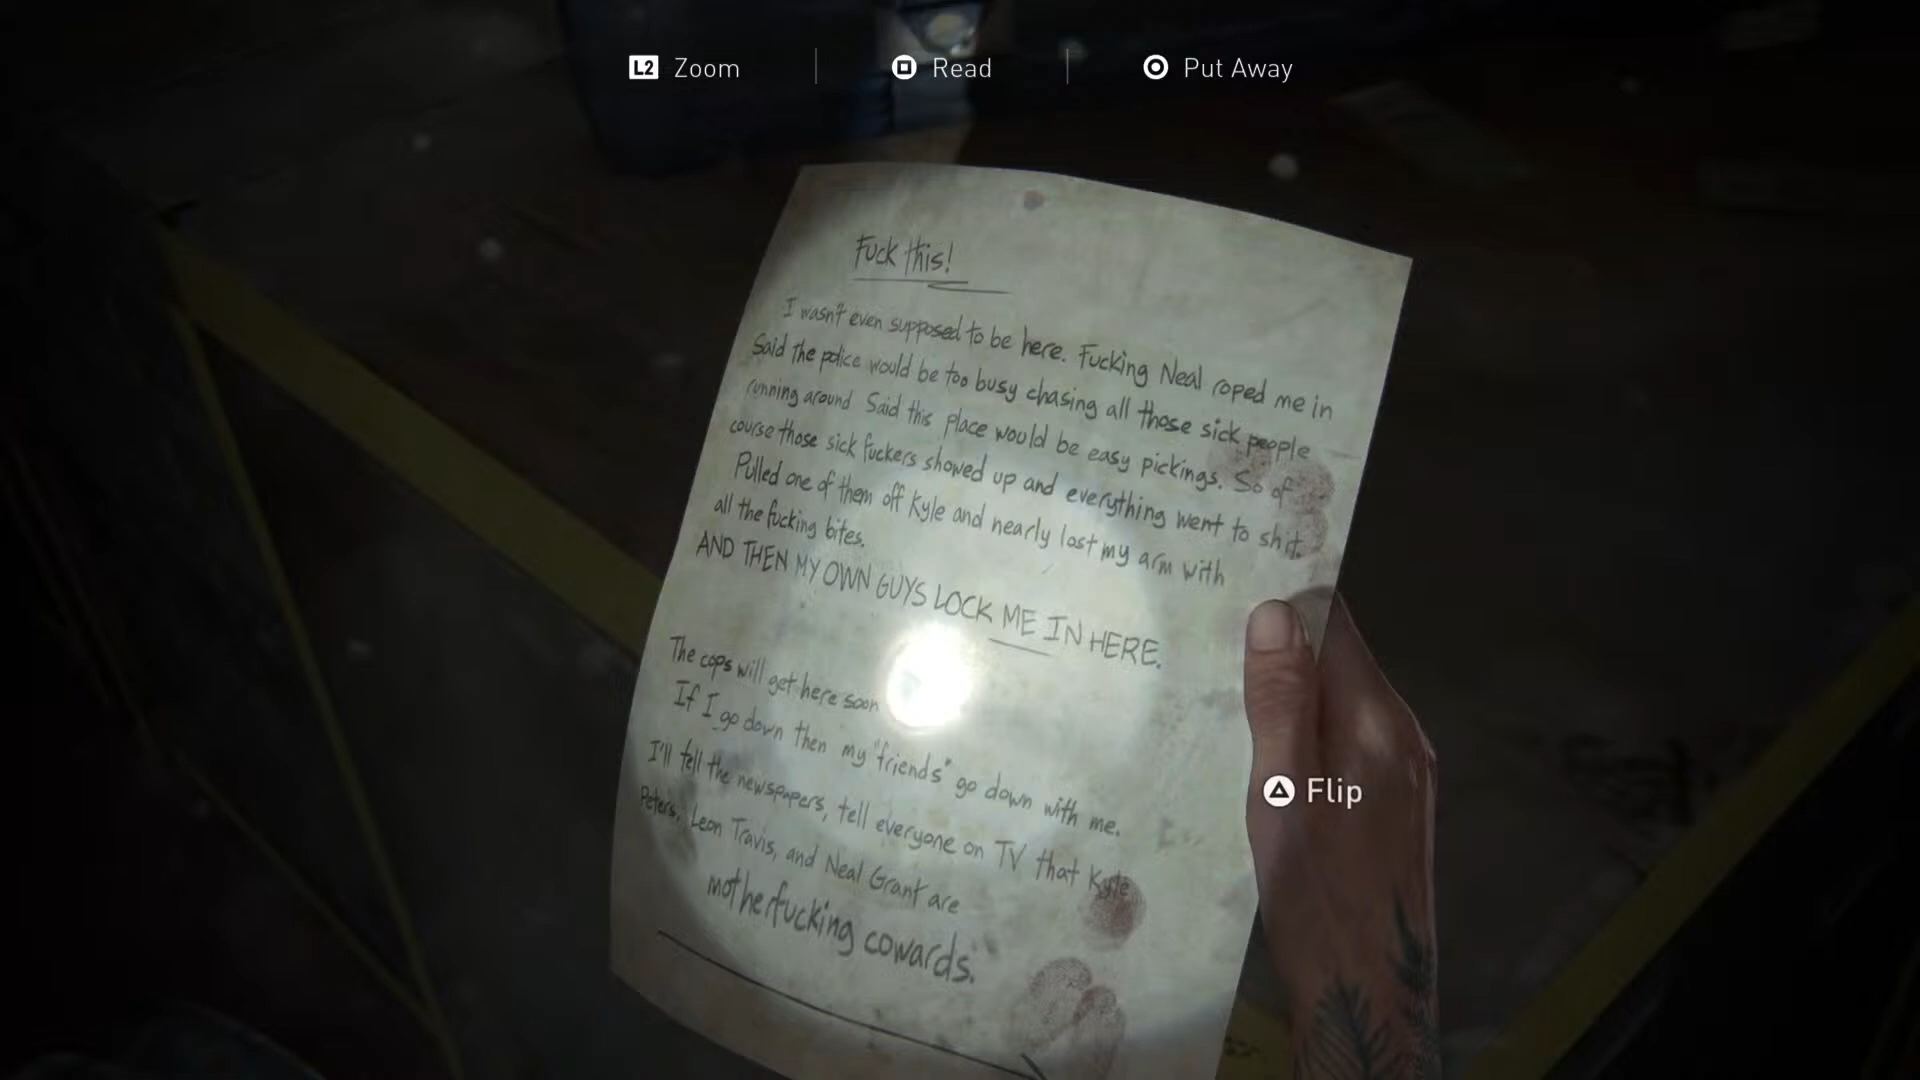 L2 Zoom
Read
Put Away
Fuck this!
I wasn't even supposed to be here. Fucking Neal roped me in
Said the police would be too busy chasing all those sick people
running around Said this place would be easy pickings. So of
course those sick fuckers showed up and everything went to shit.
Pulled one of them off Kyle and nearly lost my arm with
all the fucking bites.
AND THEN MY OWN GUYS LOCK ME IN HERE.
The cops will get here soon
If I go down then my "friends" go down with me.
I'll tell the newspapers, tell everyone on TV that Kyle
Peters, Leon Travis, and Neal Grant are
motherfucking cowards.
Flip